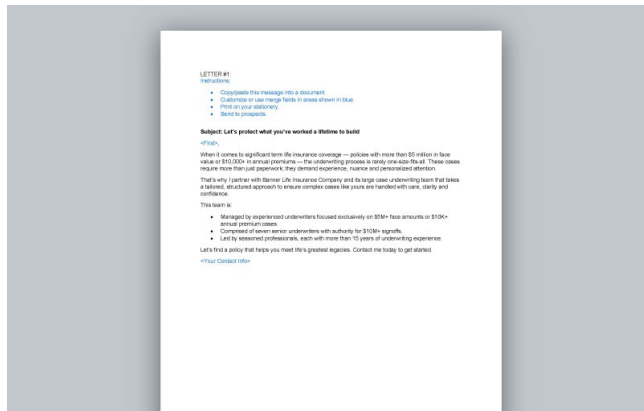 LETTER #1:
Instructions:
• Copy/paste this message into a document.
• Customize or use merge fields in areas shown in blue.
• Print on your stationery.
• Send to prospects.
Subject: Let's protect what you've worked a lifetime to build
<First>,
When it comes to significant term life insurance coverage — policies with more than $5 million in face
value or $10,000+ in annual premiums — the underwriting process is rarely one-size-fits-all. These cases
require more than just paperwork; they demand experience, nuance and personalized attention.
That's why I partner with Banner Life Insurance Company and its large case underwriting team that takes
a tailored, structured approach to ensure complex cases like yours are handled with care, clarity and
confidence.
This team is:
• Managed by experienced underwriters focused exclusively on $5M+ face amounts or $10K+
annual premium cases.
• Comprised of seven senior underwriters with authority for $10M+ signoffs.
• Led by seasoned professionals, each with more than 15 years of underwriting experience.
Let's find a policy that helps you meet life's greatest legacies. Contact me today to get started.
<Your Contact Info>